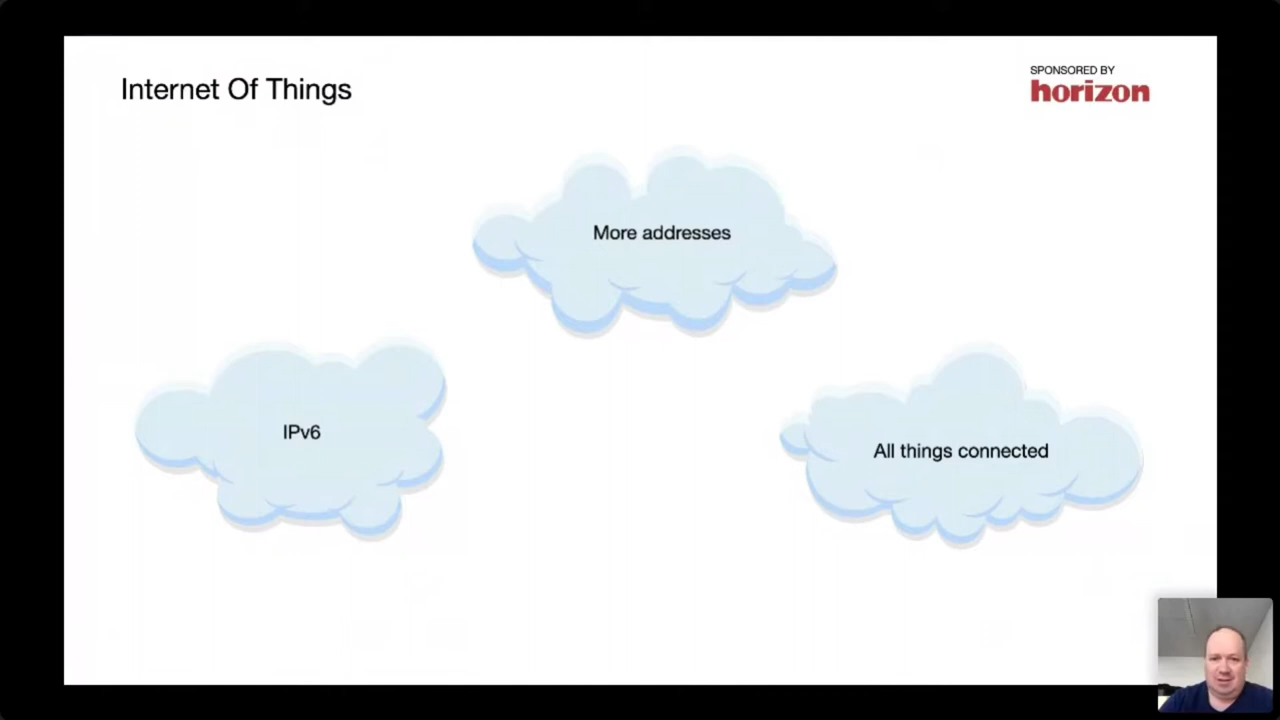 Internet Of Things
SPONSORED BY
horizon
More addresses
IPv6
All things connected